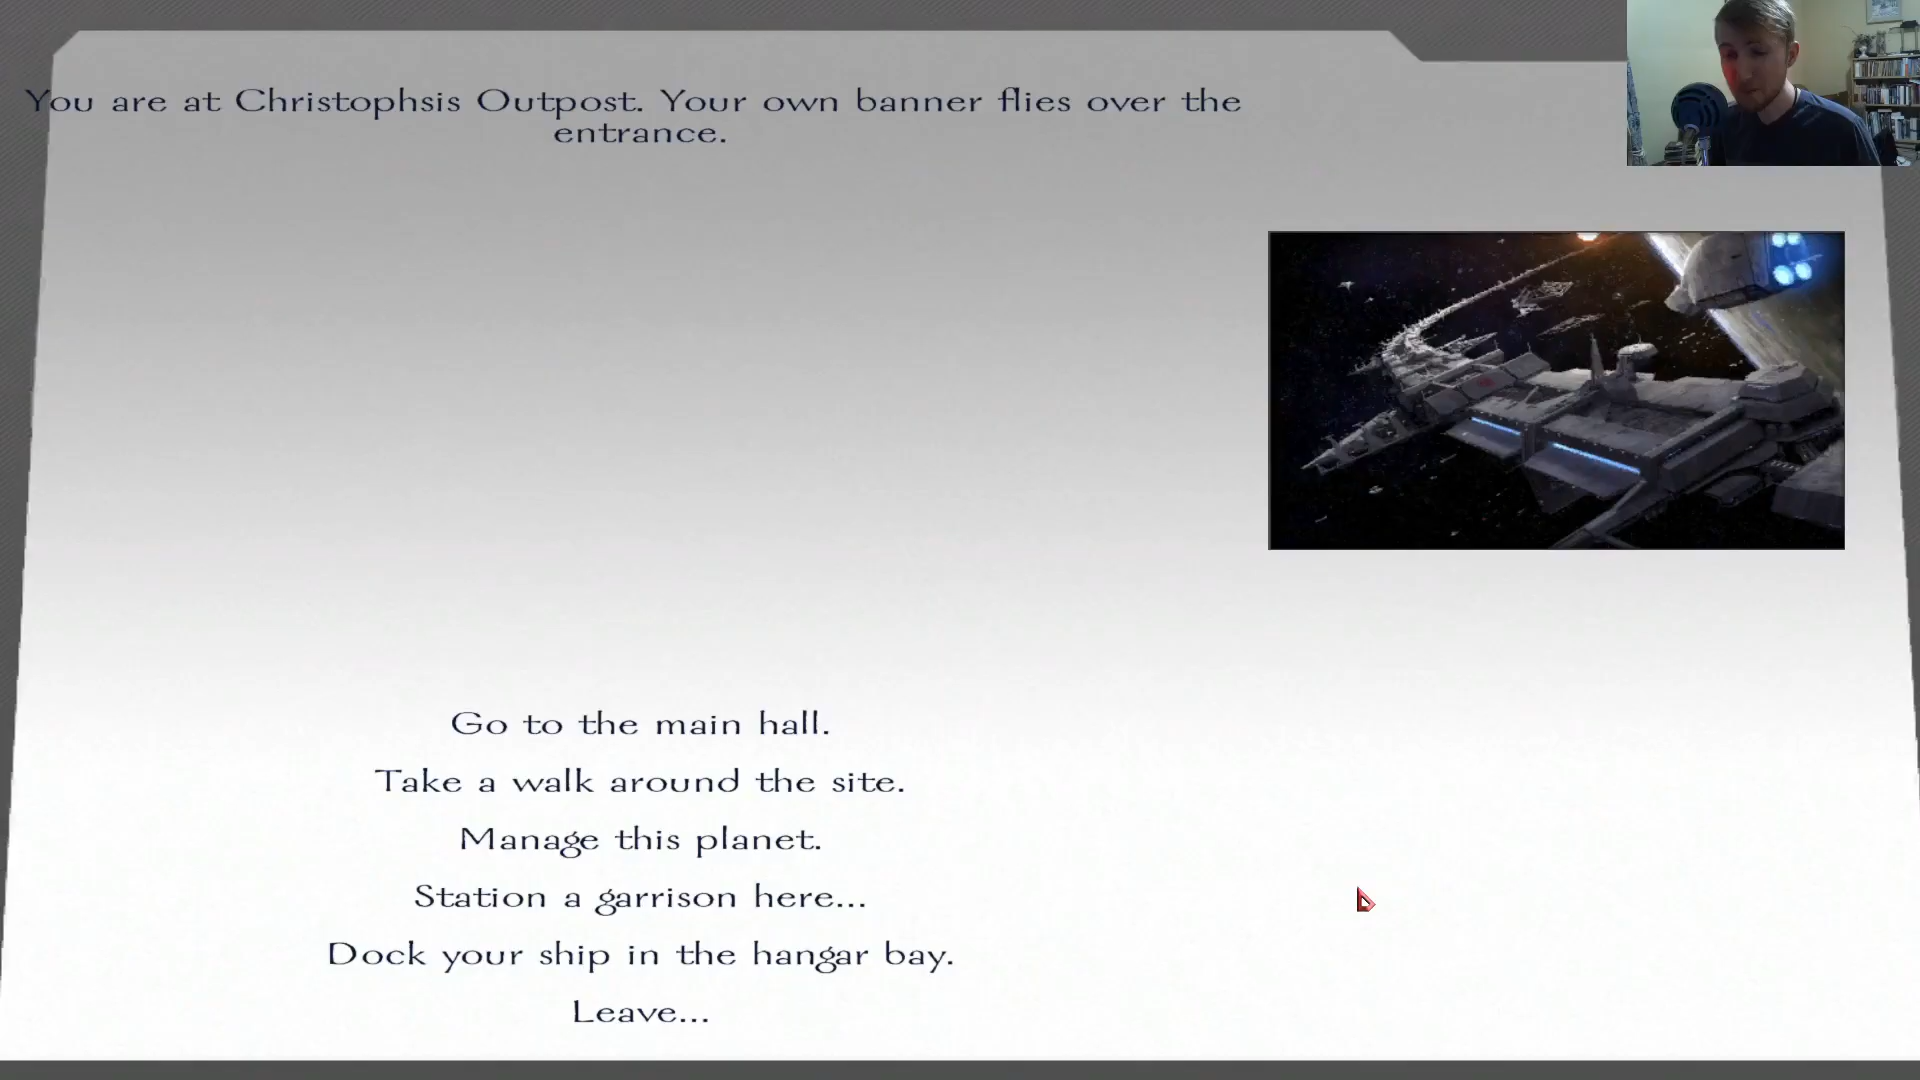 You are at Christophsis Outpost. Your own banner flies over the
entrance.
Go to the main hall.
Take a walk around the site.
Manage this planet.
Station a garrison here...
Dock your ship in the hangar bay.
Leave...